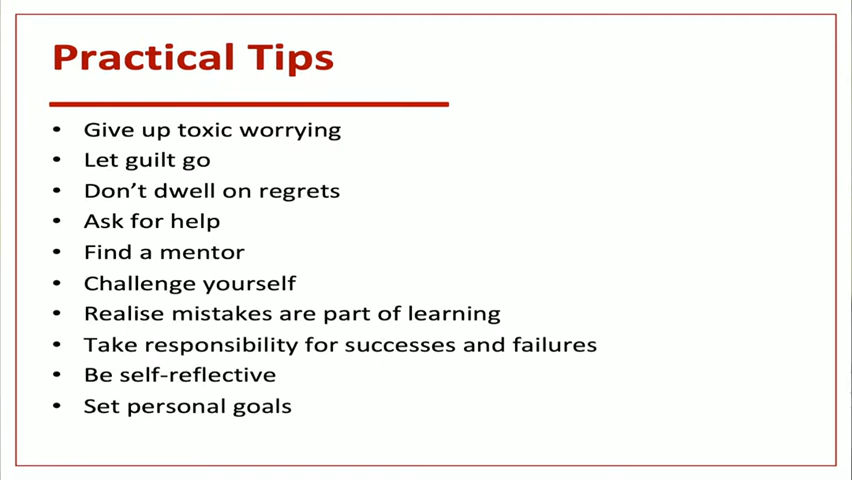 Practical Tips
• Give up toxic worrying
• Let guilt go
• Don’t dwell on regrets
• Ask for help
• Find a mentor
• Challenge yourself
• Realise mistakes are part of learning
• Take responsibility for successes and failures
• Be self-reflective
• Set personal goals